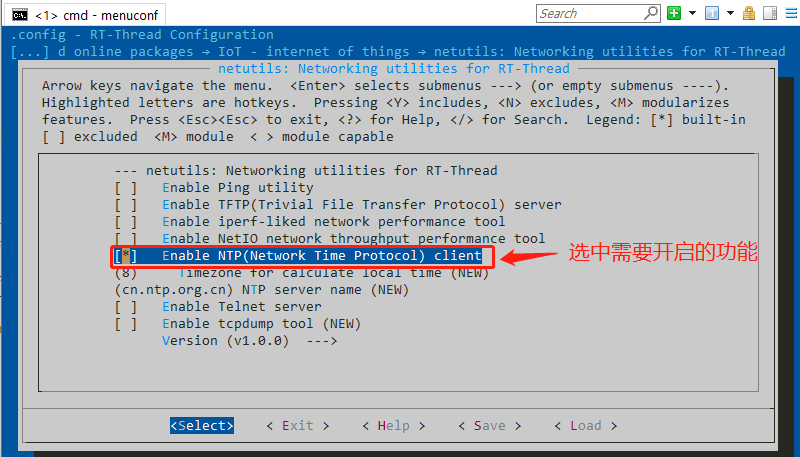 <1> cmd - menuconf
Search
.config - RT-Thread Configuration
[...] d online packages → IoT - internet of things → netutils: Networking utilities for RT-Thread
netutils: Networking utilities for RT-Thread
Arrow keys navigate the menu. <Enter> selects submenus ---> (or empty submenus ----).
Highlighted letters are hotkeys. Pressing <Y> includes, <N> excludes, <M> modularizes
features. Press <Esc><Esc> to exit, <?> for Help, </> for Search. Legend: [*] built-in
[ ] excluded <M> module < > module capable
--- netutils: Networking utilities for RT-Thread
[ ] Enable Ping utility
[ ] Enable TFTP(Trivial File Transfer Protocol) server
[ ] Enable iperf-liked network performance tool
[ ] Enable NetIO network throughput performance tool
[*] Enable NTP(Network Time Protocol) client
选中需要开启的功能
(8) Timezone for calculate local time (NEW)
(cn.ntp.org.cn) NTP server name (NEW)
[ ] Enable Telnet server
[ ] Enable tcpdump tool (NEW)
Version (v1.0.0) --->
<Select> < Exit > < Help > < Save > < Load >